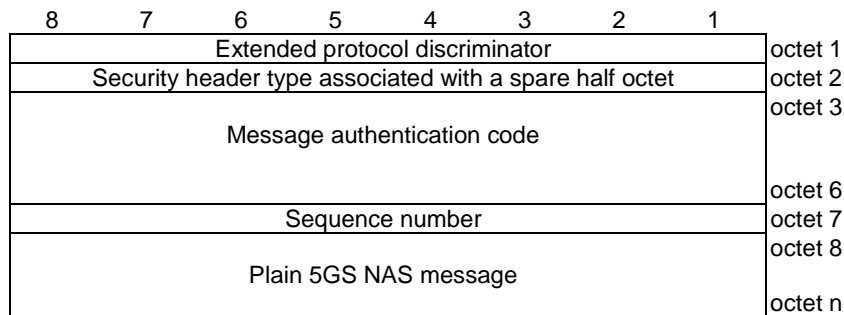 8 7 6 5 4 3 2 1
Extended protocol discriminator octet 1
Security header type associated with a spare half octet octet 2
octet 3
Message authentication code
octet 6
Sequence number octet 7
octet 8
Plain 5GS NAS message
octet n